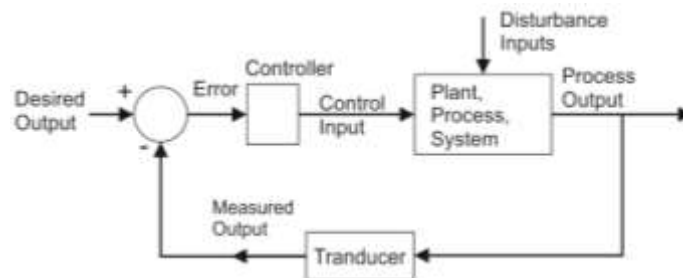 Disturbance
Inputs
Controller
Process
Output
+
Error
Desired
Output
Control
Input
Plant,
Process,
System
-
Measured
Output
Tranducer